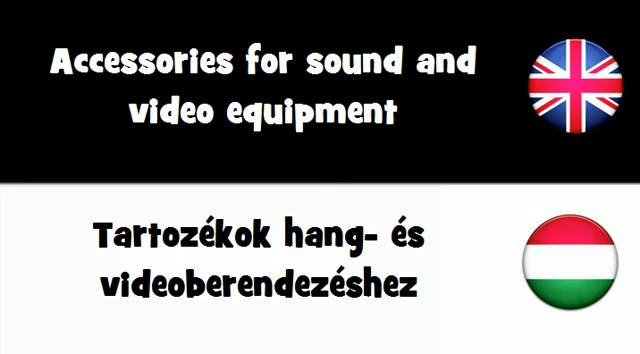 Accessories for sound and
video equipment
Tartozékok hang- és
videoberendezéshez